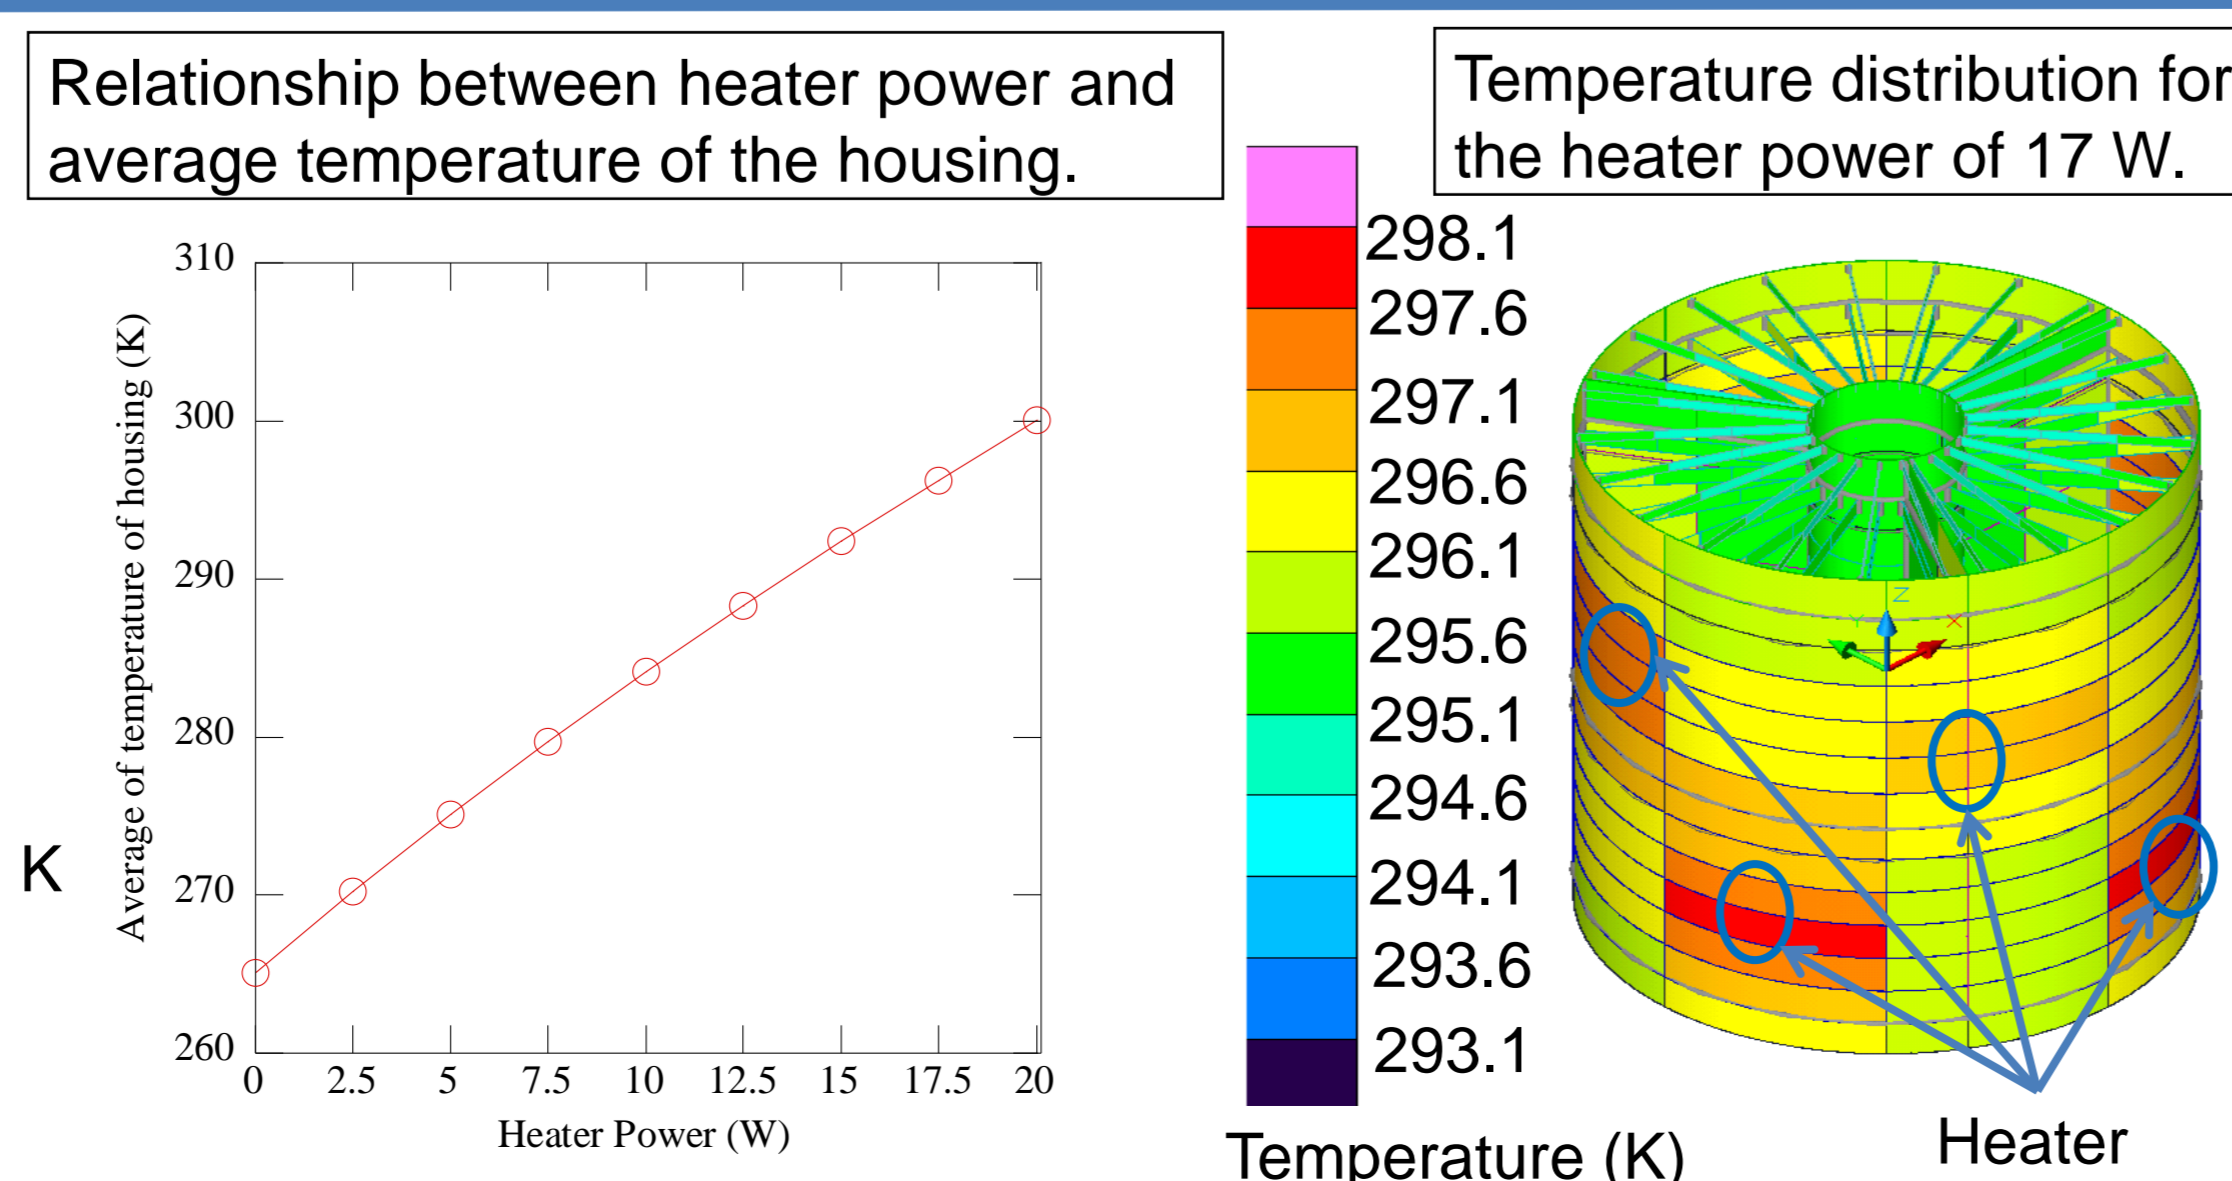 Relationship between heater power and
average temperature of the housing.
Temperature distribution for
the heater power of 17 W.
K
Average of temperature of housing (K)
310
300
290
280
270
260
0 2.5 5 7.5 10 12.5 15 17.5 20
Heater Power (W)
298.1
297.6
297.1
296.6
296.1
295.6
295.1
294.6
294.1
293.6
293.1
Temperature (K)
Z
Y
X
Heater